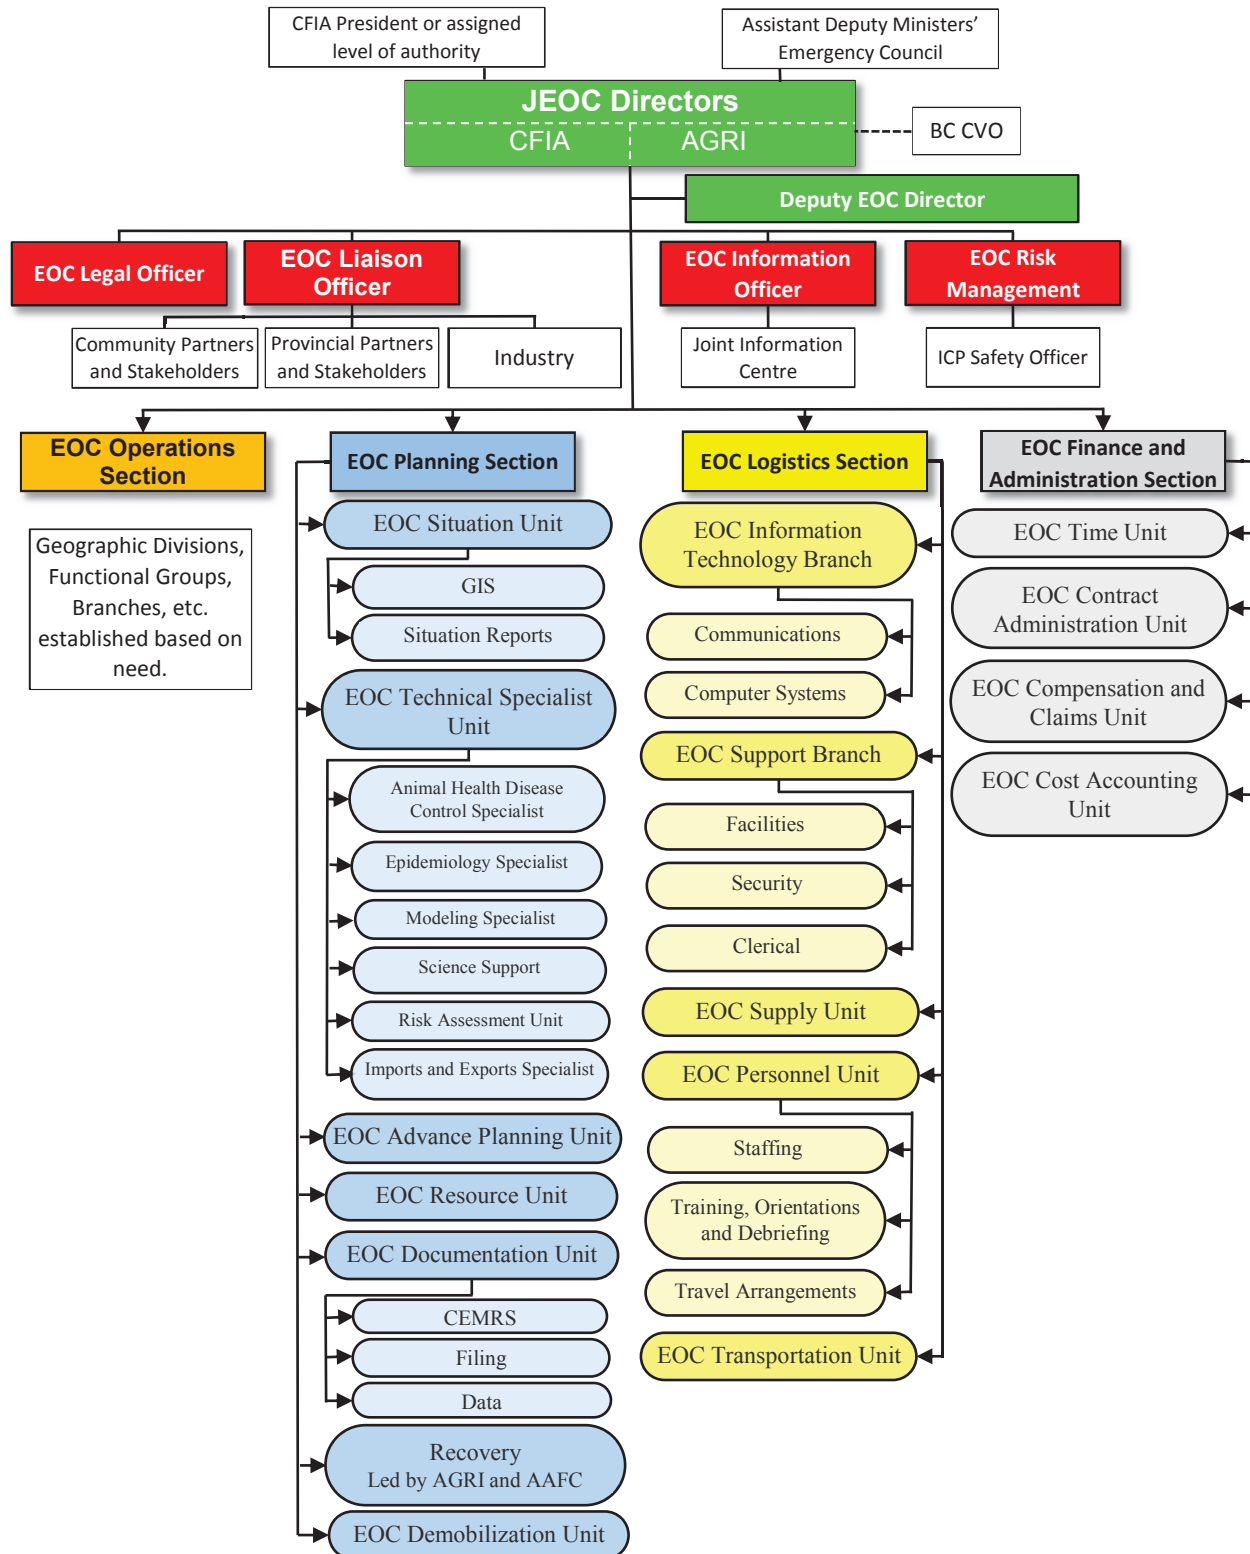 CFIA President or assigned
level of authority
Assistant Deputy Ministers’
Emergency Council
JEOC Directors
CFIA
AGRI
BC CVO
Deputy EOC Director
EOC Legal Officer
EOC Liaison
Officer
EOC Information
Officer
EOC Risk
Management
Community Partners
and Stakeholders
Provincial Partners
and Stakeholders
Industry
Joint Information
Centre
ICP Safety Officer
EOC Operations
Section
Geographic Divisions,
Functional Groups,
Branches, etc.
established based on
need.
EOC Planning Section
EOC Situation Unit
GIS
Situation Reports
EOC Technical Specialist
Unit
Animal Health Disease
Control Specialist
Epidemiology Specialist
Modeling Specialist
Science Support
Risk Assessment Unit
Imports and Exports Specialist
EOC Advance Planning Unit
EOC Resource Unit
EOC Documentation Unit
CEMRS
Filing
Data
Recovery
Led by AGRI and AAFC
EOC Demobilization Unit
EOC Logistics Section
EOC Information
Technology Branch
Communications
Computer Systems
EOC Support Branch
Facilities
Security
Clerical
EOC Supply Unit
EOC Personnel Unit
Staffing
Training, Orientations
and Debriefing
Travel Arrangements
EOC Transportation Unit
EOC Finance and
Administration Section
EOC Time Unit
EOC Contract
Administration Unit
EOC Compensation and
Claims Unit
EOC Cost Accounting
Unit